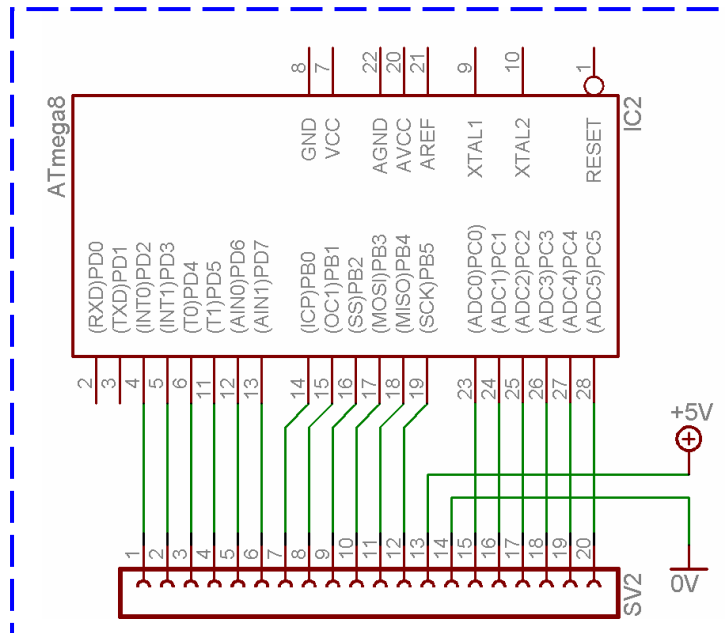 8
7
22
20
21
9
10
1
ATmega8
IC2
GND
VCC
AGND
AVCC
AREF
XTAL1
XTAL2
RESET
(RXD)PD0
(TXD)PD1
(INT0)PD2
(INT1)PD3
(T0)PD4
(T1)PD5
(AIN0)PD6
(AIN1)PD7
(ICP)PB0
(OC1)PB1
(SS)PB2
(MOSI)PB3
(MISO)PB4
(SCK)PB5
(ADC0)PC0
(ADC1)PC1
(ADC2)PC2
(ADC3)PC3
(ADC4)PC4
(ADC5)PC5
2
3
4
5
6
11
12
13
14
15
16
17
18
19
23
24
25
26
27
28
+5V
1
2
3
4
5
6
7
8
9
10
11
12
13
14
15
16
17
18
19
20
0V
SV2